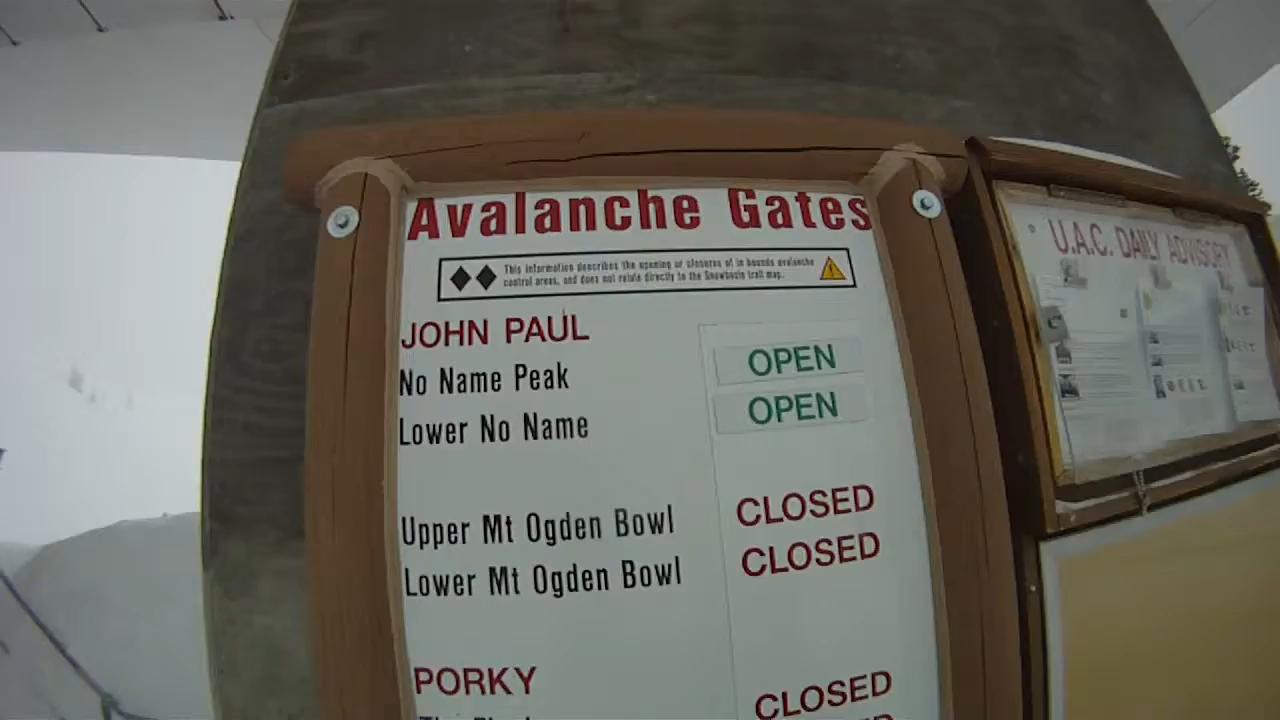 Avalanche Gates
This information describes the opening or closures of in bounds avalanche
control areas, and does not relate directly to the Snowbasin trail map.
JOHN PAUL
No Name Peak OPEN
Lower No Name OPEN
Upper Mt Ogden Bowl CLOSED
Lower Mt Ogden Bowl CLOSED
PORKY CLOSED
U.A.C. DAILY ADVISORY